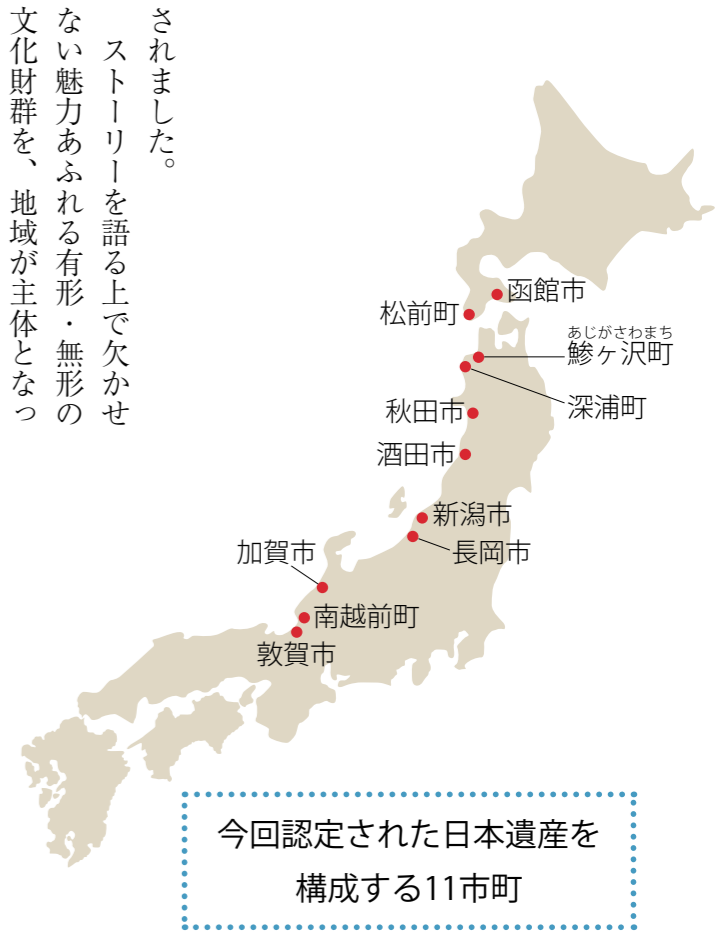 されました。
ストーリーを語る上で欠かせ
ない魅力あふれる有形・無形の
文化財群を、地域が主体となっ
函館市
松前町
あじがさわまち
鰺ヶ沢町
深浦町
秋田市
酒田市
新潟市
長岡市
加賀市
南越前町
敦賀市
今回認定された日本遺産を
構成する11市町